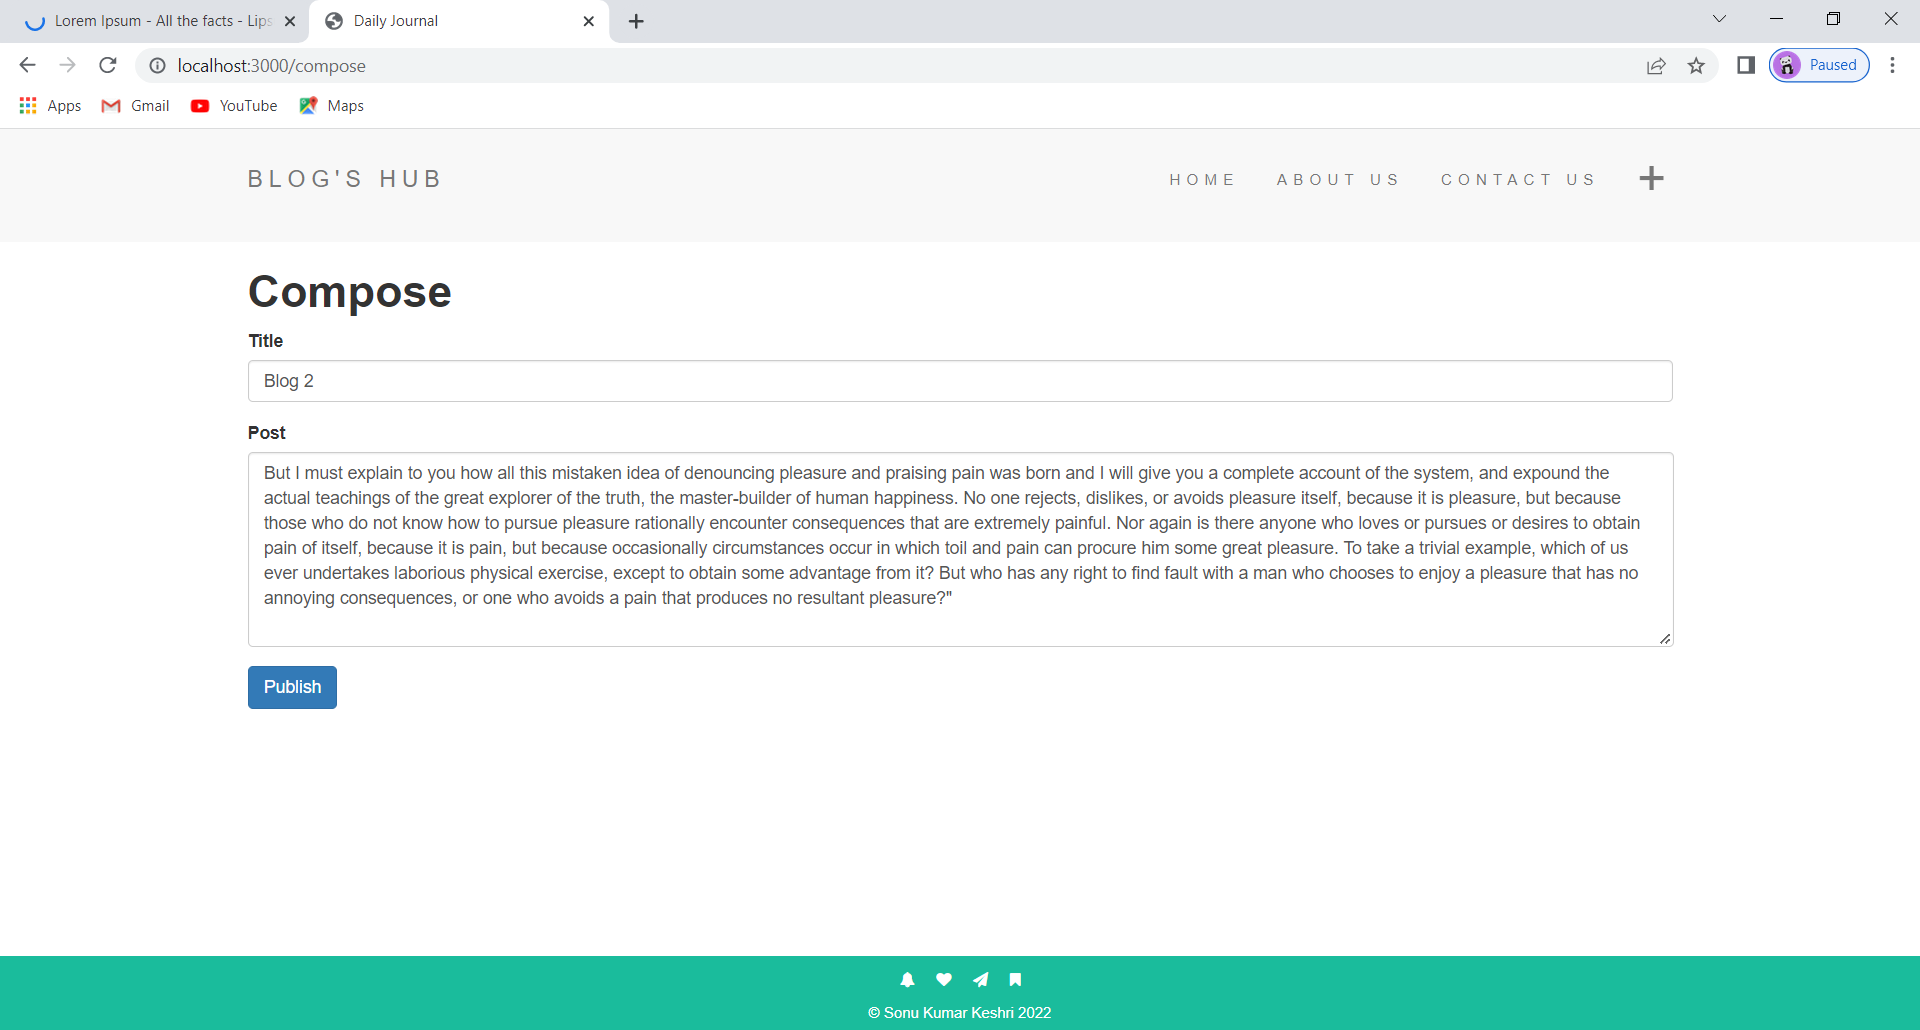 Lorem Ipsum - All the facts - Lips
Daily Journal
localhost:3000/compose
Paused
Apps Gmail YouTube Maps
BLOG'S HUB
HOME ABOUT US CONTACT US
Compose
Title
Blog 2
Post
But I must explain to you how all this mistaken idea of denouncing pleasure and praising pain was born and I will give you a complete account of the system, and expound the
actual teachings of the great explorer of the truth, the master-builder of human happiness. No one rejects, dislikes, or avoids pleasure itself, because it is pleasure, but because
those who do not know how to pursue pleasure rationally encounter consequences that are extremely painful. Nor again is there anyone who loves or pursues or desires to obtain
pain of itself, because it is pain, but because occasionally circumstances occur in which toil and pain can procure him some great pleasure. To take a trivial example, which of us
ever undertakes laborious physical exercise, except to obtain some advantage from it? But who has any right to find fault with a man who chooses to enjoy a pleasure that has no
annoying consequences, or one who avoids a pain that produces no resultant pleasure?"
Publish
© Sonu Kumar Keshri 2022